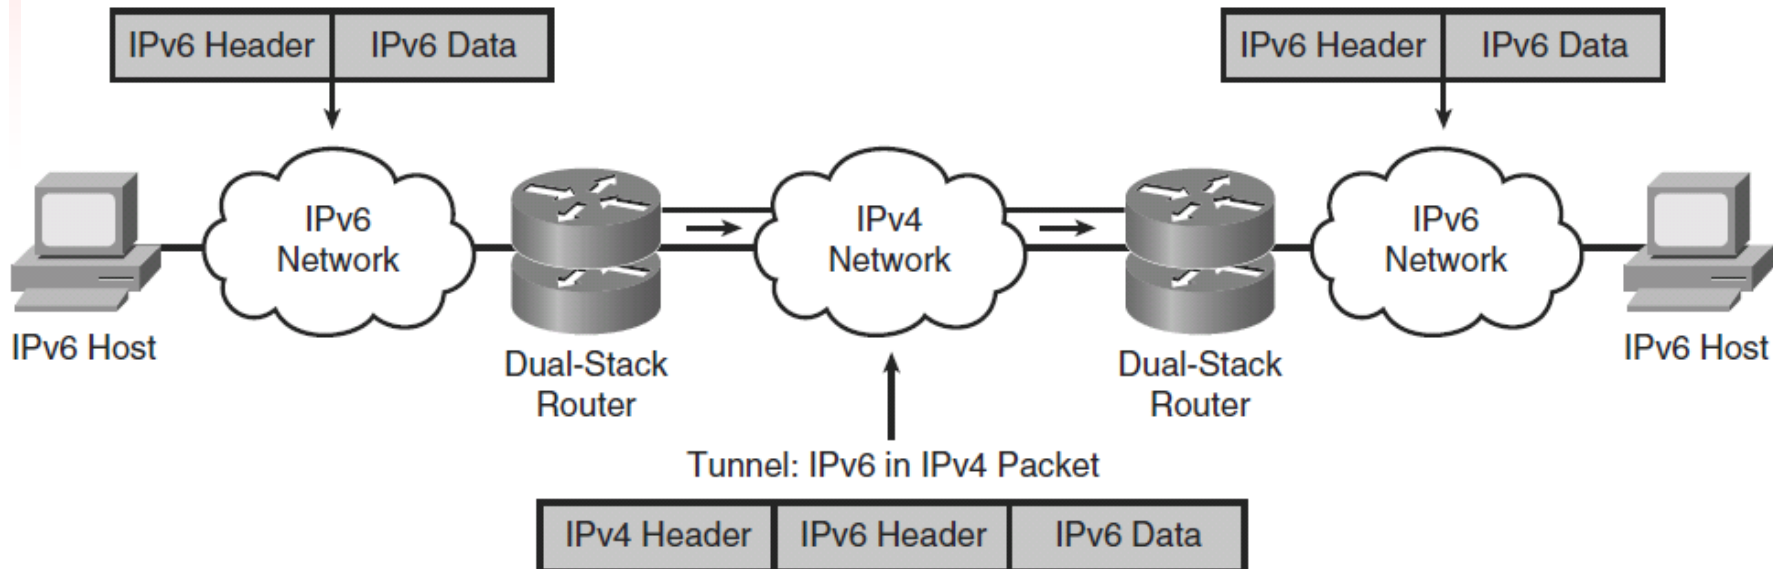 IPv6 Header IPv6 Data
IPv6 Header IPv6 Data
IPv6
Network
IPv4
Network
IPv6
Network
IPv6 Host
Dual-Stack
Router
Dual-Stack
Router
IPv6 Host
Tunnel: IPv6 in IPv4 Packet
IPv4 Header IPv6 Header IPv6 Data